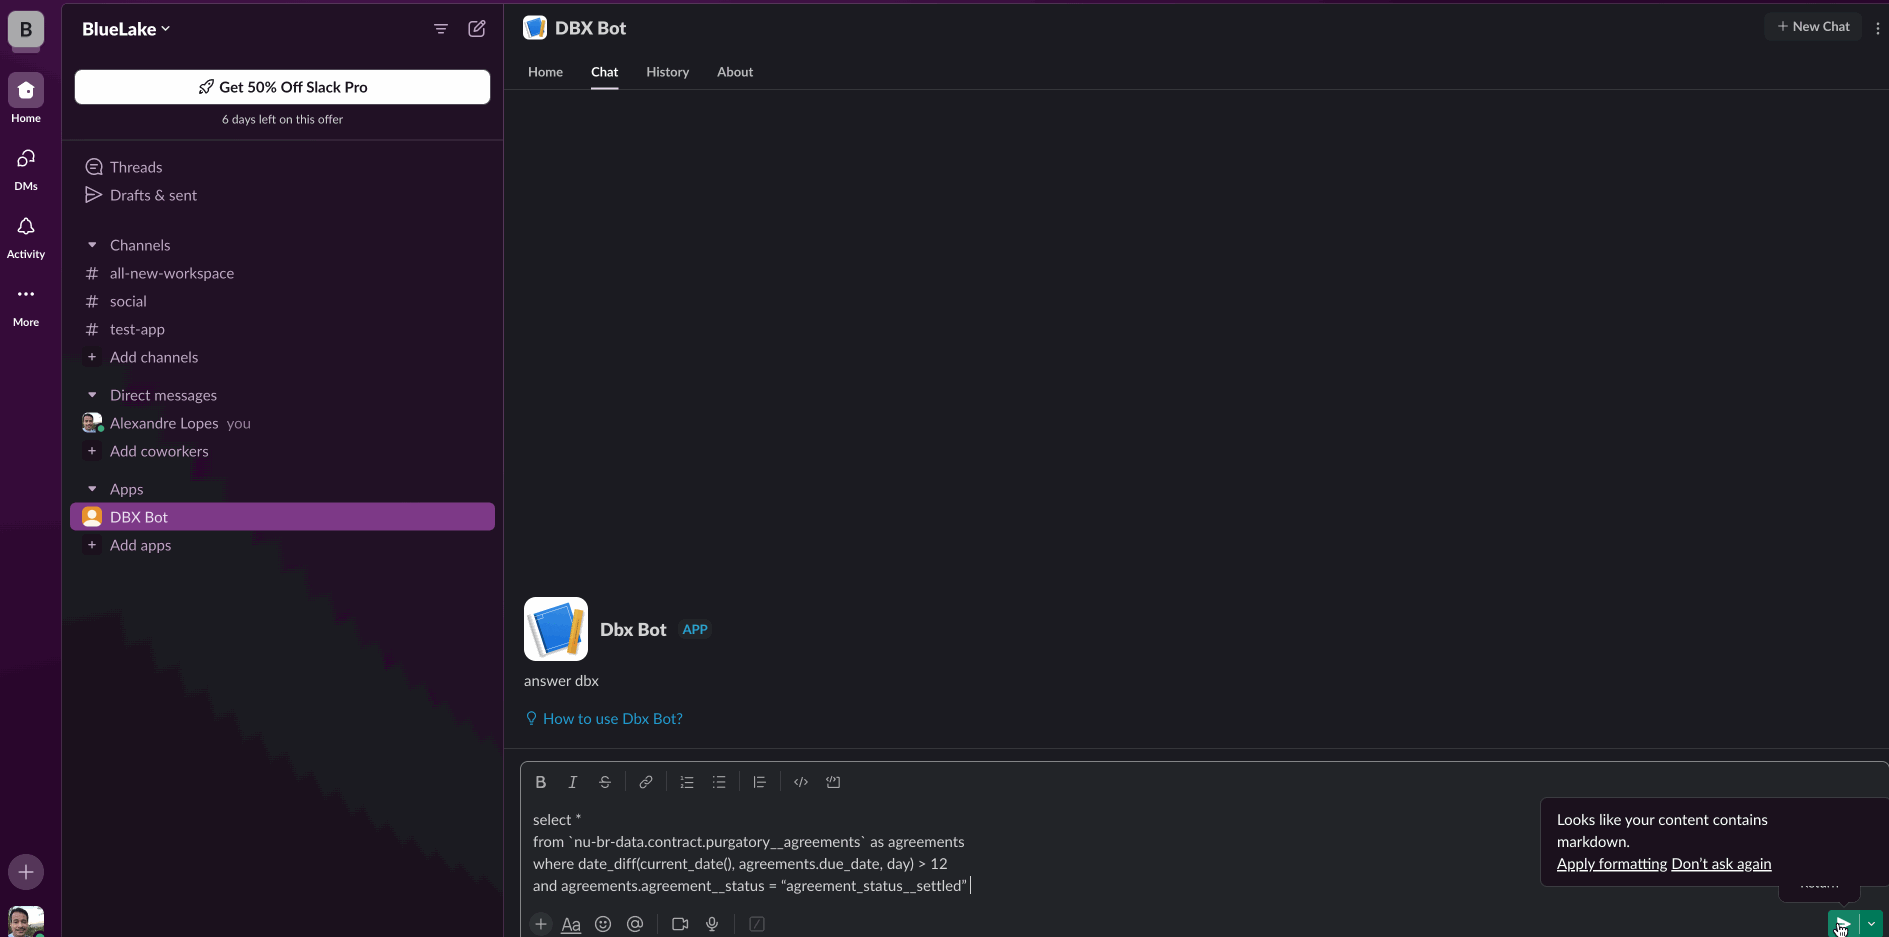 B
BlueLake
DBX Bot
+ New Chat
Home
Chat
History
About
Get 50% Off Slack Pro
6 days left on this offer
Home
DMs
Activity
More
Threads
Drafts & sent
Channels
# all-new-workspace
# social
# test-app
+ Add channels
Direct messages
Alexandre Lopes you
+ Add coworkers
Apps
DBX Bot
+ Add apps
Dbx Bot APP
answer dbx
How to use Dbx Bot?
B I S
select *
from `nu-br-data.contract.purgatory__agreements` as agreements
where date_diff(current_date(), agreements.due_date, day) > 12
and agreements.agreement__status = “agreement_status__settled”
Looks like your content contains
markdown.
Apply formatting Don’t ask again
Return
+ Aa @